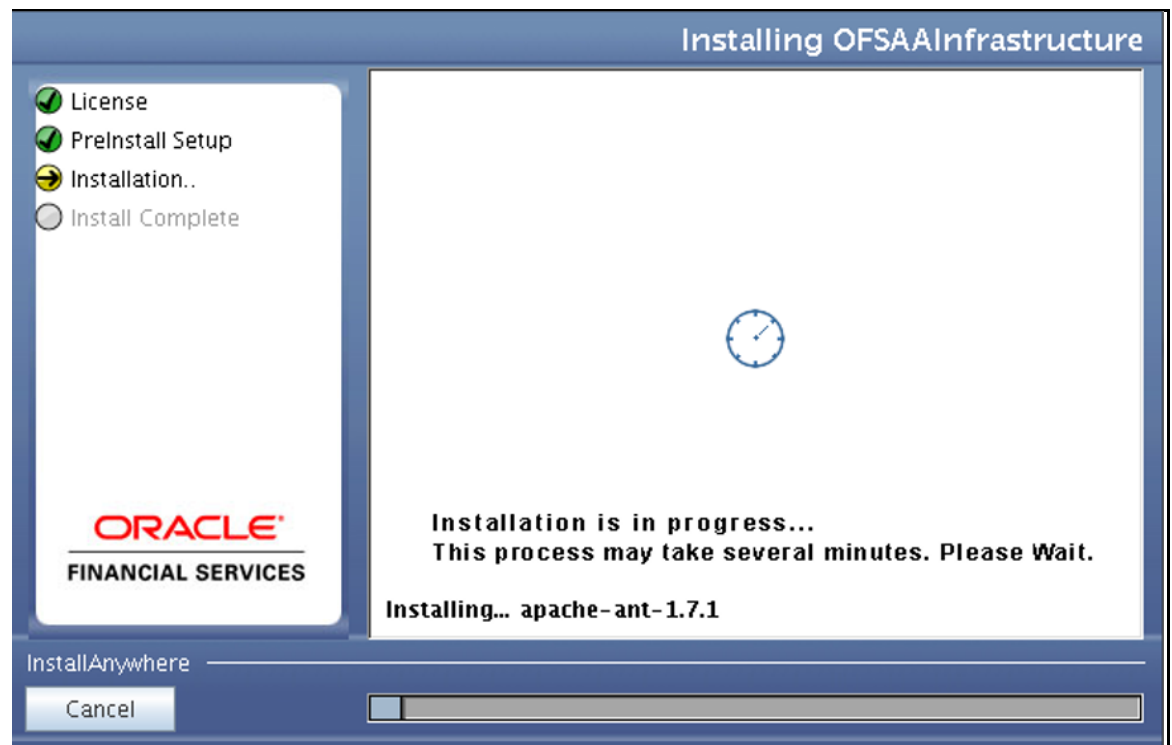 Installing OFSAAInfrastructure
License
PreInstall Setup
Installation..
Install Complete
ORACLE
FINANCIAL SERVICES
Installation is in progress...
This process may take several minutes. Please Wait.
Installing... apache-ant-1.7.1
InstallAnywhere
Cancel